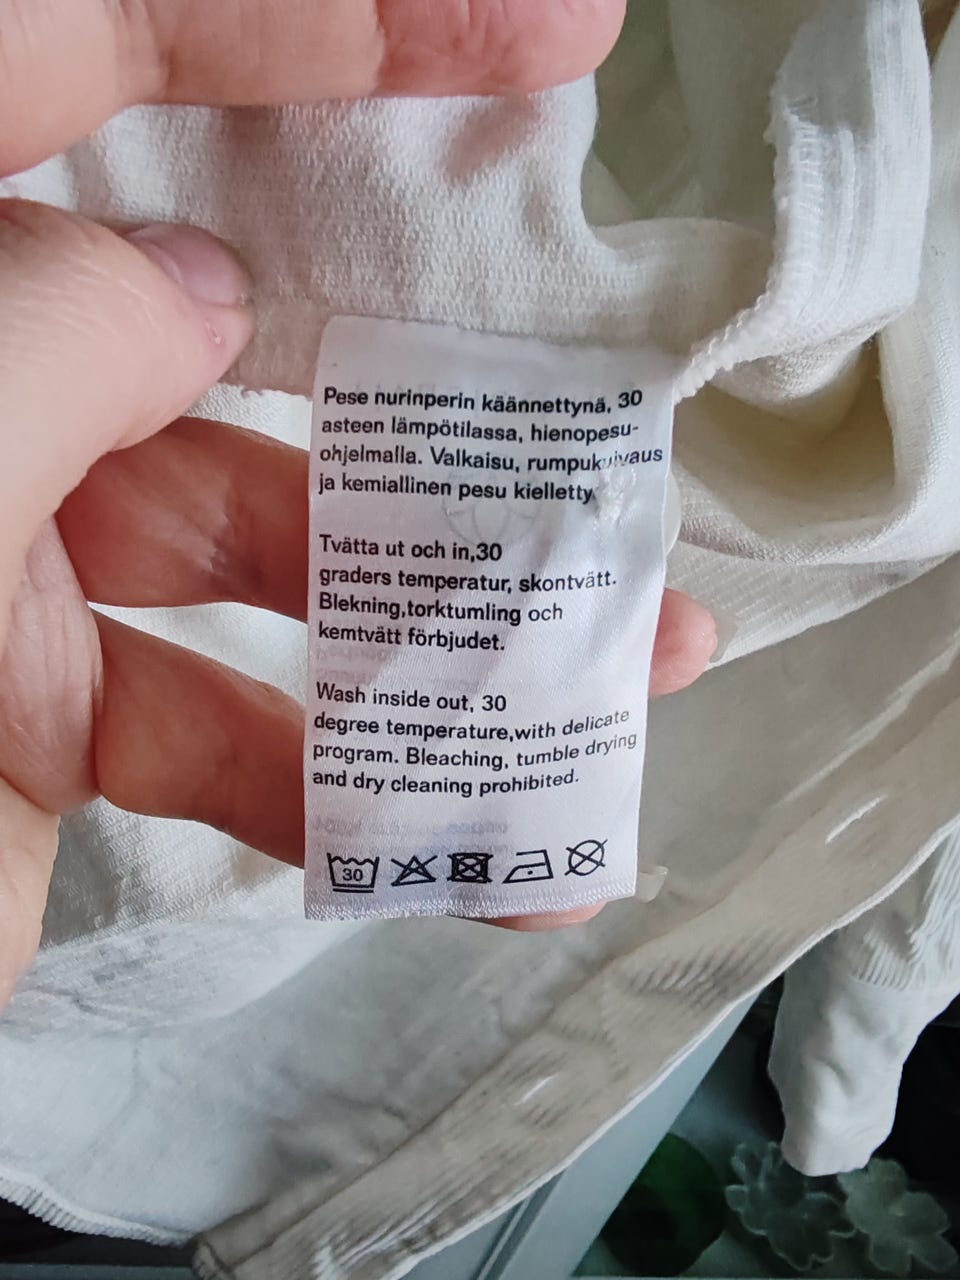 Pese nurinperin käännettynä, 30
asteen lämpötilassa, hienopesu-
ohjelmalla. Valkaisu, rumpukuivaus
ja kemiallinen pesu kielletty.
Tvätta ut och in,30
graders temperatur, skontvätt.
Blekning,torktumling och
kemtvätt förbjudet.
Wash inside out, 30
degree temperature,with delicate
program. Bleaching, tumble drying
and dry cleaning prohibited.
30